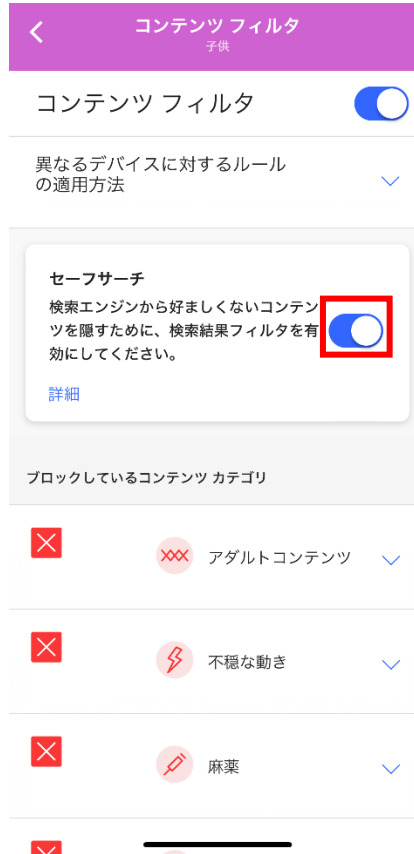 コンテンツ フィルタ
子供
コンテンツ フィルタ
異なるデバイスに対するルール
の適用方法
セーフサーチ
検索エンジンから好ましくないコンテン
ツを隠すために、検索結果フィルタを有
効にしてください。
詳細
ブロックしているコンテンツ カテゴリ
アダルトコンテンツ
不穏な動き
麻薬